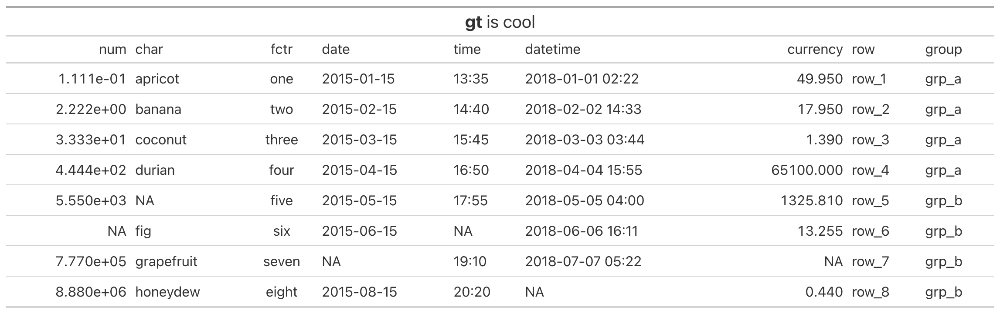 gt is cool
num char fctr date time datetime currency row group
1.111e-01 apricot one 2015-01-15 13:35 2018-01-01 02:22 49.950 row_1 grp_a
2.222e+00 banana two 2015-02-15 14:40 2018-02-02 14:33 17.950 row_2 grp_a
3.333e+01 coconut three 2015-03-15 15:45 2018-03-03 03:44 1.390 row_3 grp_a
4.444e+02 durian four 2015-04-15 16:50 2018-04-04 15:55 65100.000 row_4 grp_a
5.550e+03 NA five 2015-05-15 17:55 2018-05-05 04:00 1325.810 row_5 grp_b
NA fig six 2015-06-15 NA 2018-06-06 16:11 13.255 row_6 grp_b
7.770e+05 grapefruit seven NA 19:10 2018-07-07 05:22 NA row_7 grp_b
8.880e+06 honeydew eight 2015-08-15 20:20 NA 0.440 row_8 grp_b